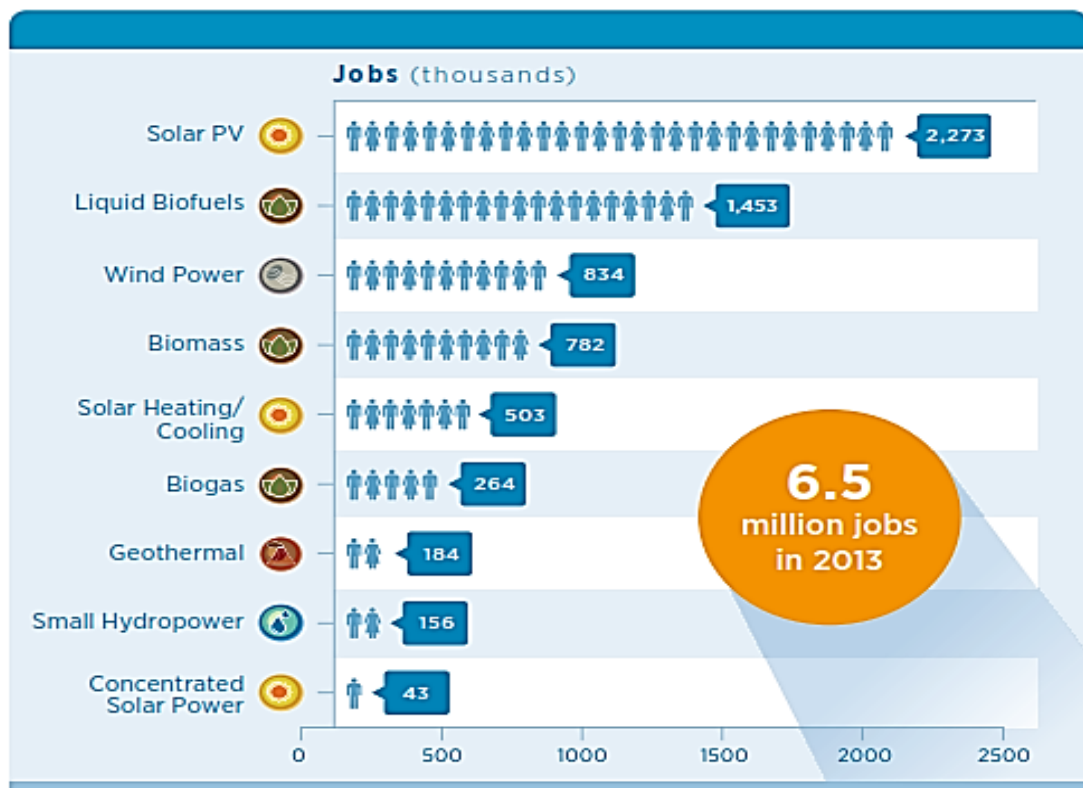 Jobs (thousands)
Solar PV 2,273
Liquid Biofuels 1,453
Wind Power 834
Biomass 782
Solar Heating/
Cooling 503
Biogas 264
Geothermal 184
Small Hydropower 156
Concentrated
Solar Power 43
6.5
million jobs
in 2013
0 500 1000 1500 2000 2500